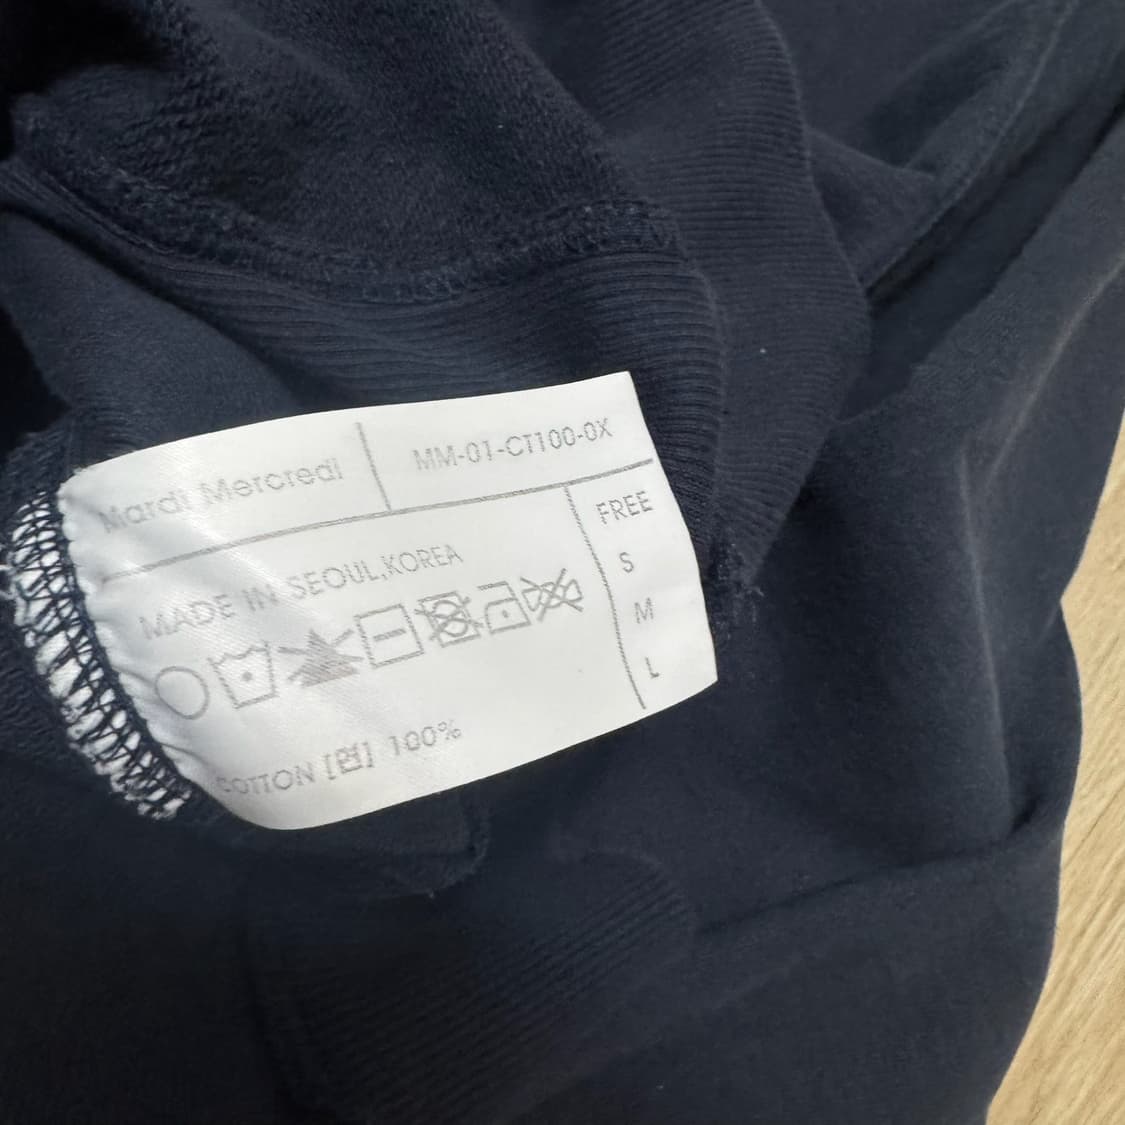 Mardi Mercredi
MM-01-CT100-0X
MADE IN SEOUL,KOREA
FREE
S
M
L
COTTON [면] 100%